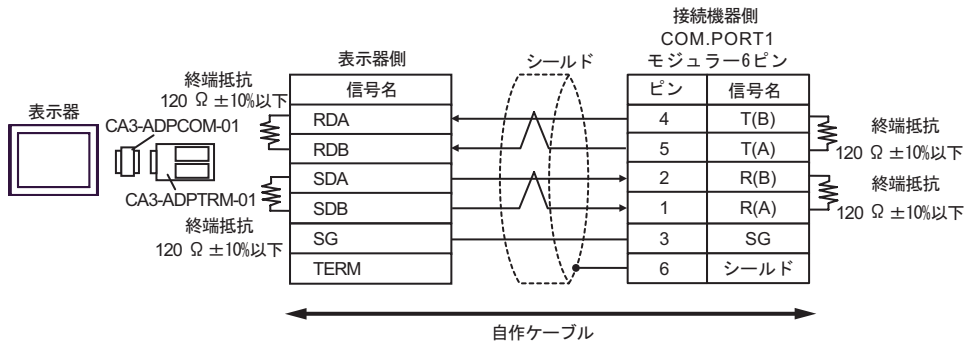 接続機器側
COM.PORT1
モジュラー6ピン
表示器側
シールド
終端抵抗
120 Ω ±10%以下
表示器
CA3-ADPCOM-01
CA3-ADPTRM-01
終端抵抗
120 Ω ±10%以下
信号名
RDA
RDB
SDA
SDB
SG
TERM
ピン 信号名
4 T(B)
5 T(A)
2 R(B)
1 R(A)
3 SG
6 シールド
終端抵抗
120 Ω ±10%以下
終端抵抗
120 Ω ±10%以下
自作ケーブル